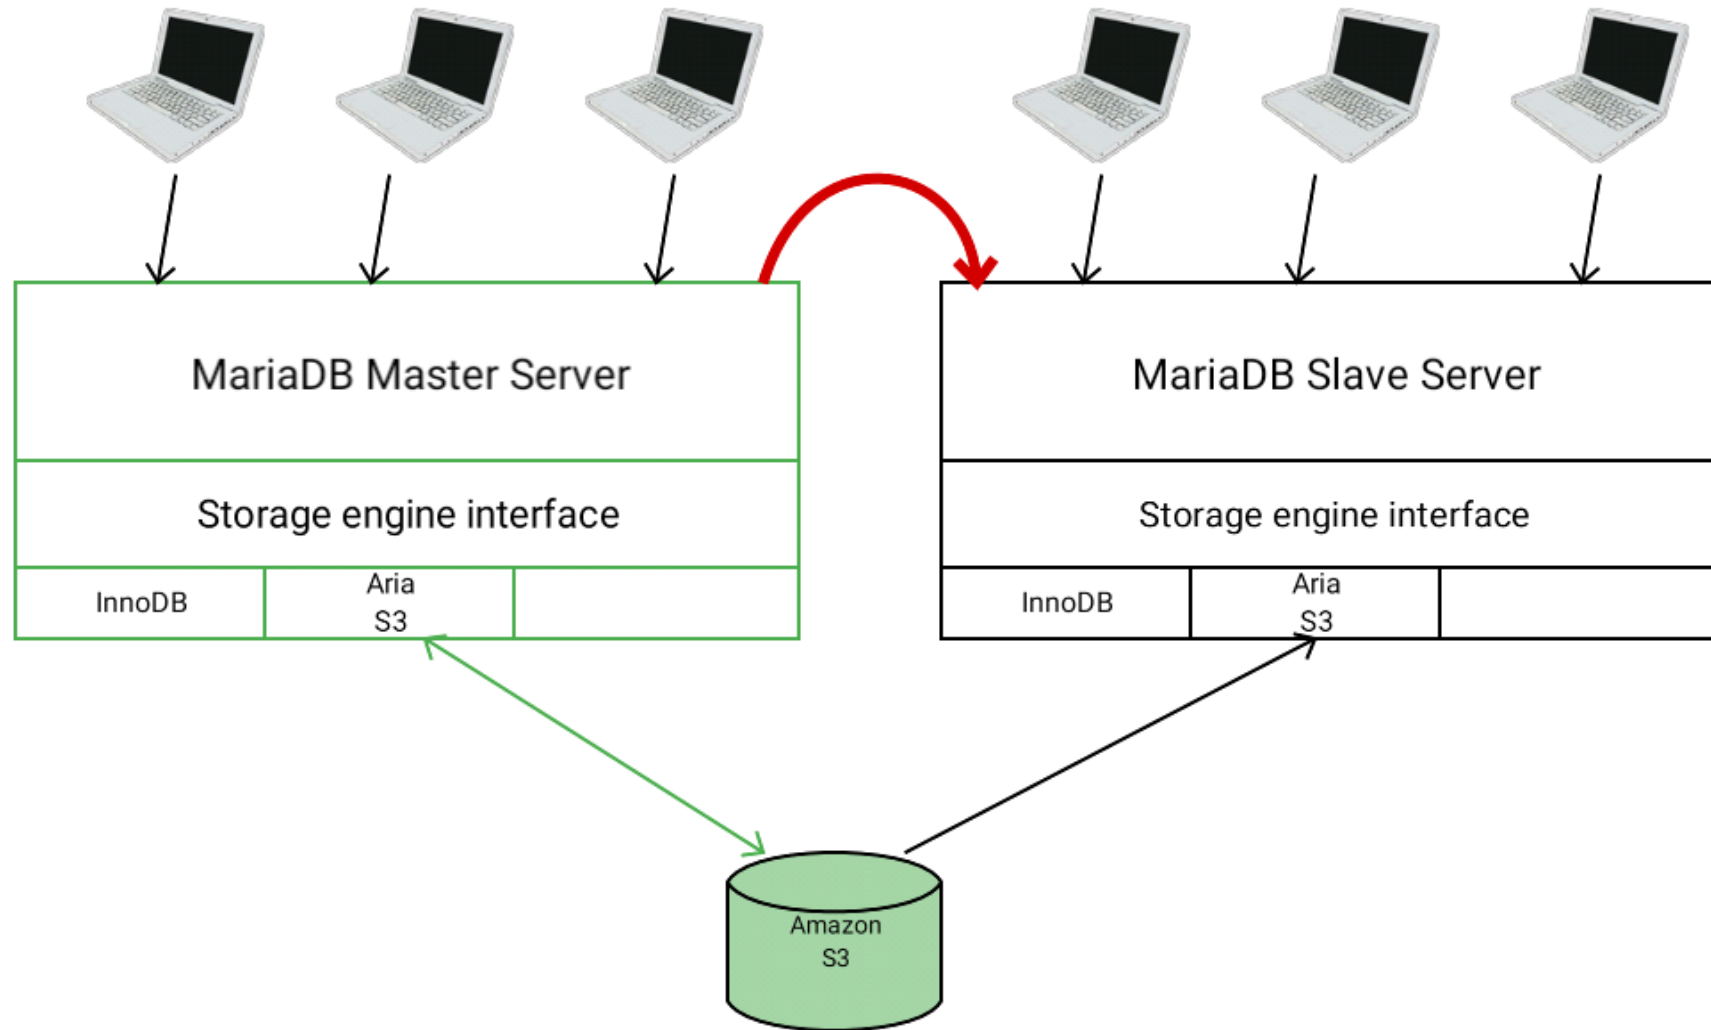 MariaDB Master Server
MariaDB Slave Server
Storage engine interface
Storage engine interface
InnoDB
Aria
S3
InnoDB
Aria
S3
Amazon
S3